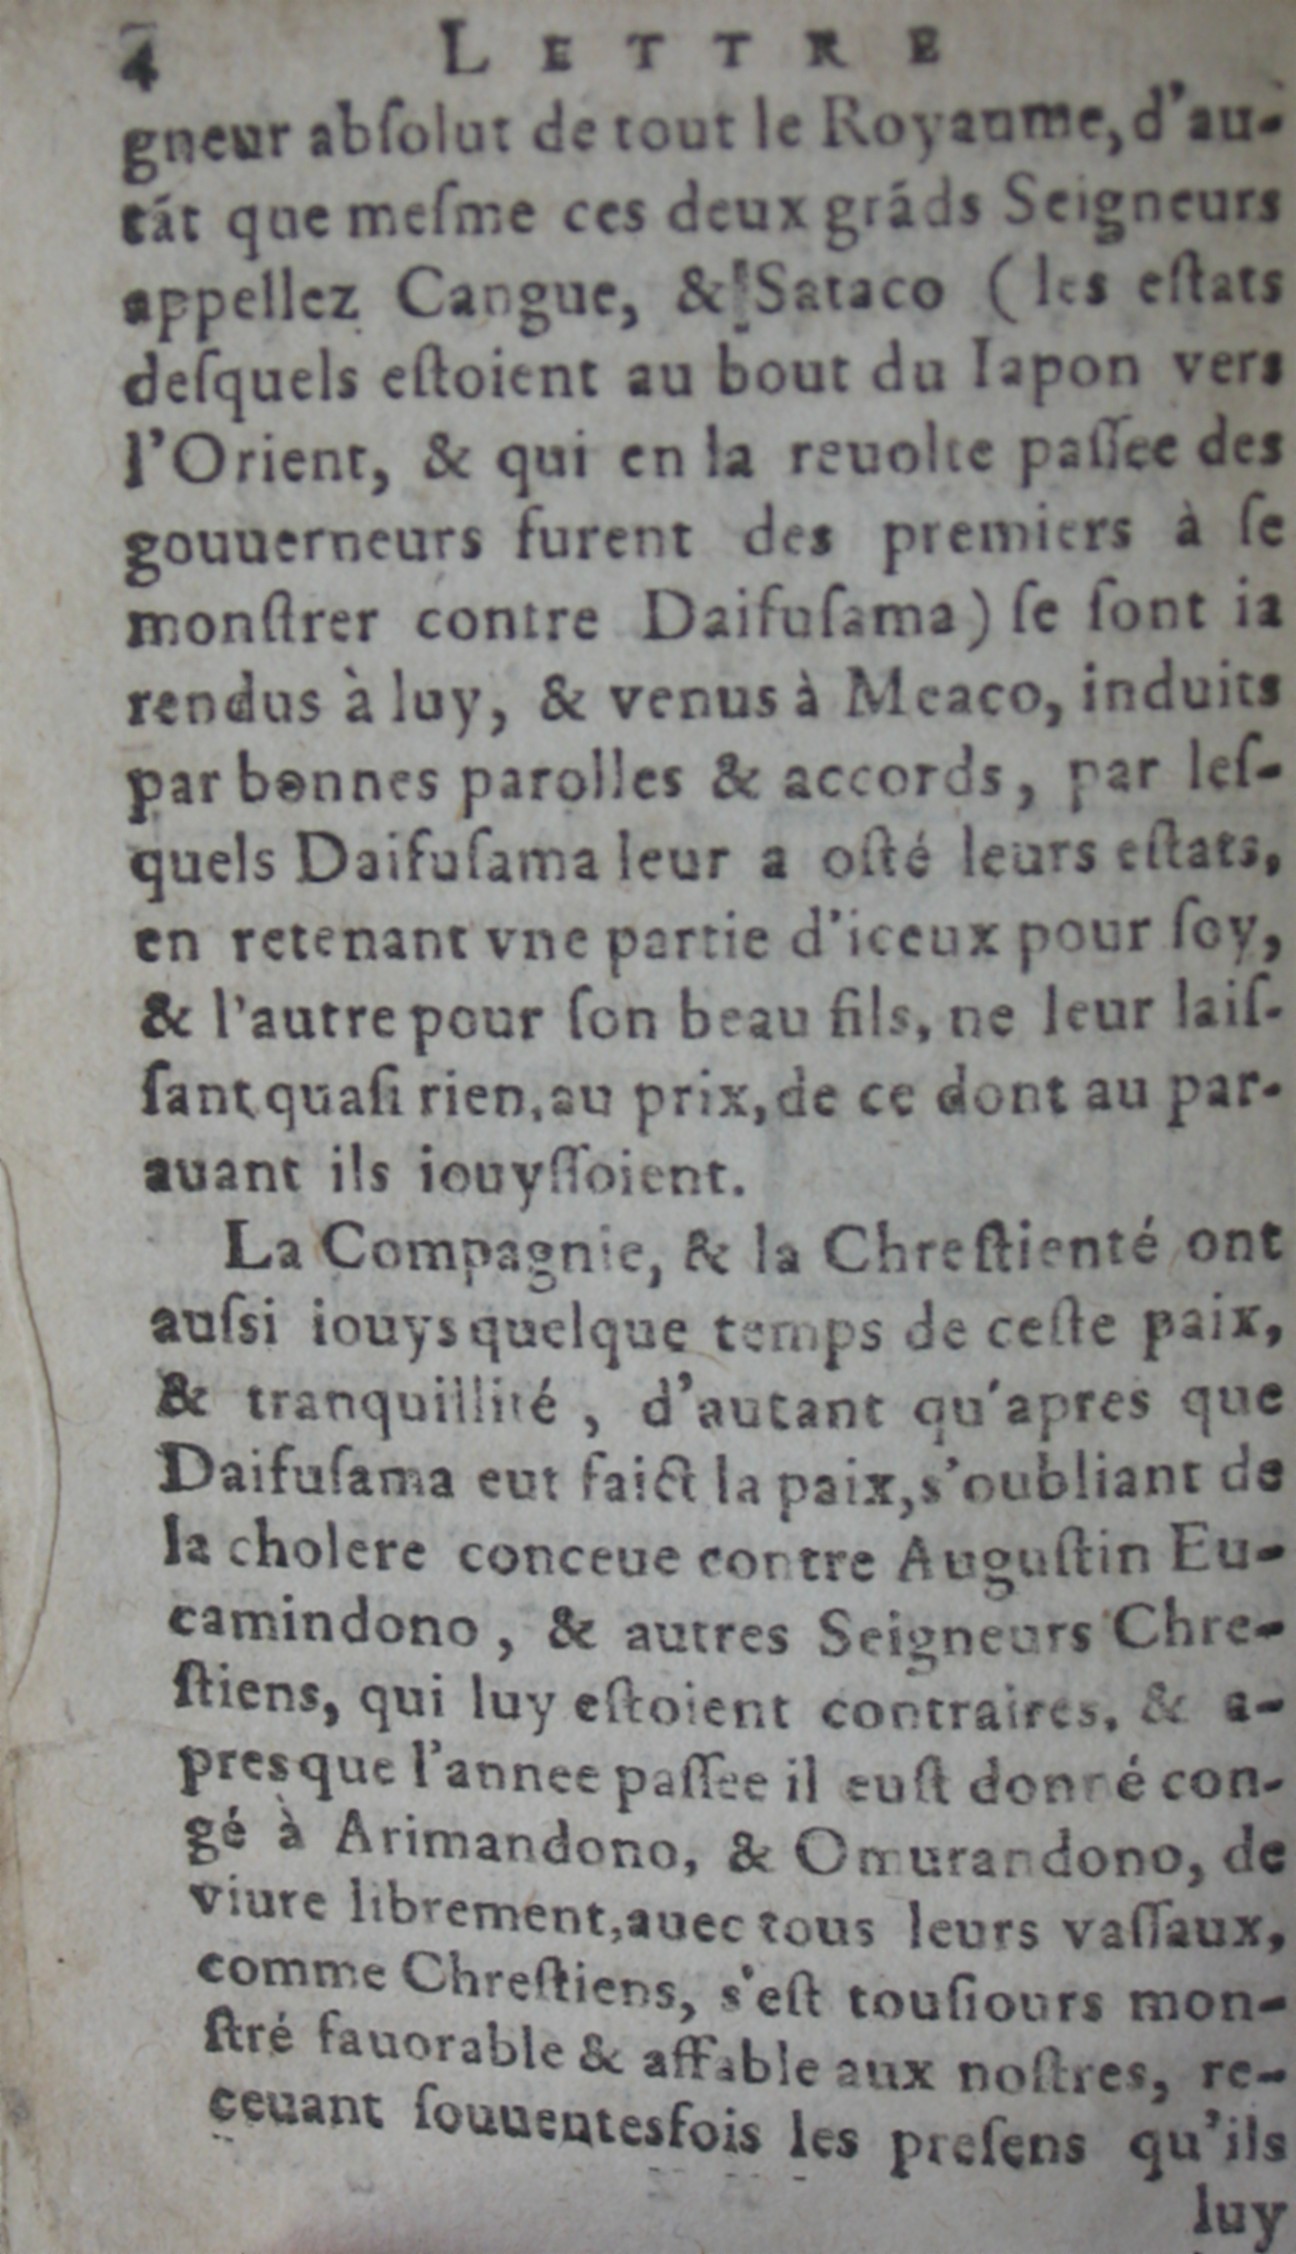 4 LETTRE
gneur abſolut de tout le Royaume, d'au-
tát que meſme ces deux grãds Seigneurs
appellez Cangue, & Sataco (les eſtats
deſquels eſtoient au bout du Iapon vers
l'Orient, & qui en la reuolte paſſee des
gouuerneurs furent des premiers à ſe
monſtrer contre Daifuſama) ſe ſont ia
rendus à luy, & venus à Meaco, induits
par bonnes parolles & accords, par leſ-
quels Daifuſama leur a oſté leurs eſtats,
en retenant vne partie d'iceux pour ſoy,
& l'autre pour ſon beau fils, ne leur laiſ-
ſant quaſi rien, au prix, de ce dont au par-
auant ils iouyſſoient.
La Compagnie, & la Chreſtienté ont
auſsi iouys quelque temps de ceſte paix,
& tranquillité, d'autant qu'apres que
Daifuſama eut faict la paix, s'oubliant de
la cholere conceue contre Auguſtin Eu-
camindono, & autres Seigneurs Chre-
ſtiens, qui luy eſtoient contraires, & a-
pres que l'annee paſſee il euſt donné con-
gé à Arimandono, & Omurandono, de
viure librement, auec tous leurs vaſſaux,
comme Chreſtiens, s'eſt touſiours mon-
ſtré fauorable & affable aux noſtres, re-
ceuant ſouuentesfois les preſens qu'ils
luy